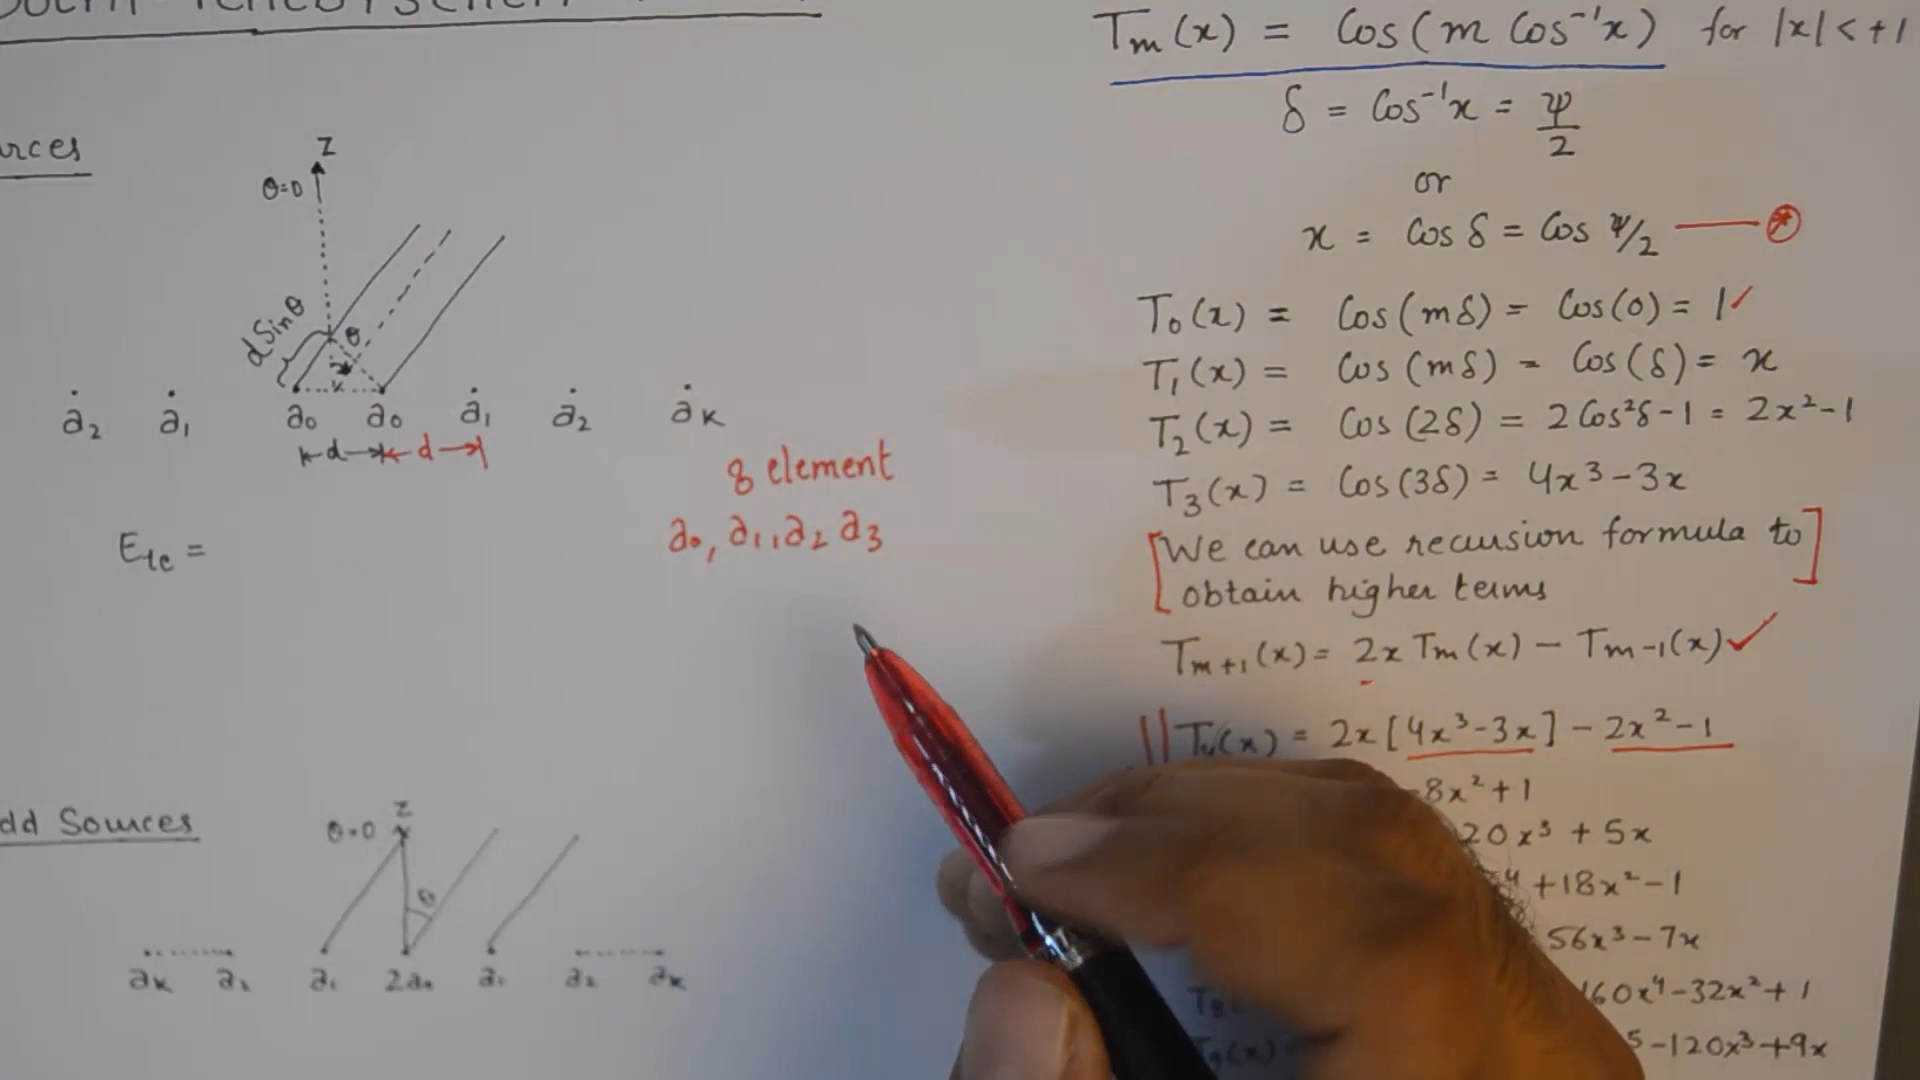 Tm(x) = Cos(m Cos⁻¹x) for |x| < +1
δ = Cos⁻¹x = ψ/2
or
x = Cos δ = Cos ψ/2 — *
T₀(x) = Cos(mδ) = Cos(0) = 1 ✓
T₁(x) = Cos(mδ) = Cos(δ) = x
T₂(x) = Cos(2δ) = 2Cos²δ-1 = 2x²-1
T₃(x) = Cos(3δ) = 4x³-3x
[We can use recursion formula to
obtain higher terms]
Tm+1(x) = 2x Tm(x) - Tm-1(x) ✓
T₄(x) = 2x[4x³-3x] - 2x²-1
-8x²+1
20x³ + 5x
+18x²-1
56x³-7x
160x⁴-32x²+1
-120x³+9x
Z
θ=0
dSinθ
θ
a₂ a₁ a₀ a₀ a₁ a₂ aK
d d
8 element
a₀, a₁, a₂ a₃
Ete =
Sources
Z
θ=0
θ
aK a₂ a₁ 2a₀ a₁ a₂ aK